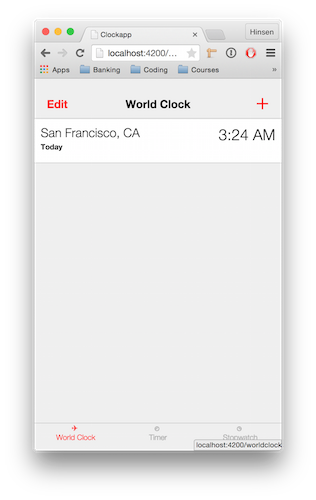 Clockapp
Hinsen
localhost:4200/...
Apps Banking Coding Courses »
Edit World Clock +
San Francisco, CA 3:24 AM
Today
World Clock Timer Stopwatch
localhost:4200/worldclock